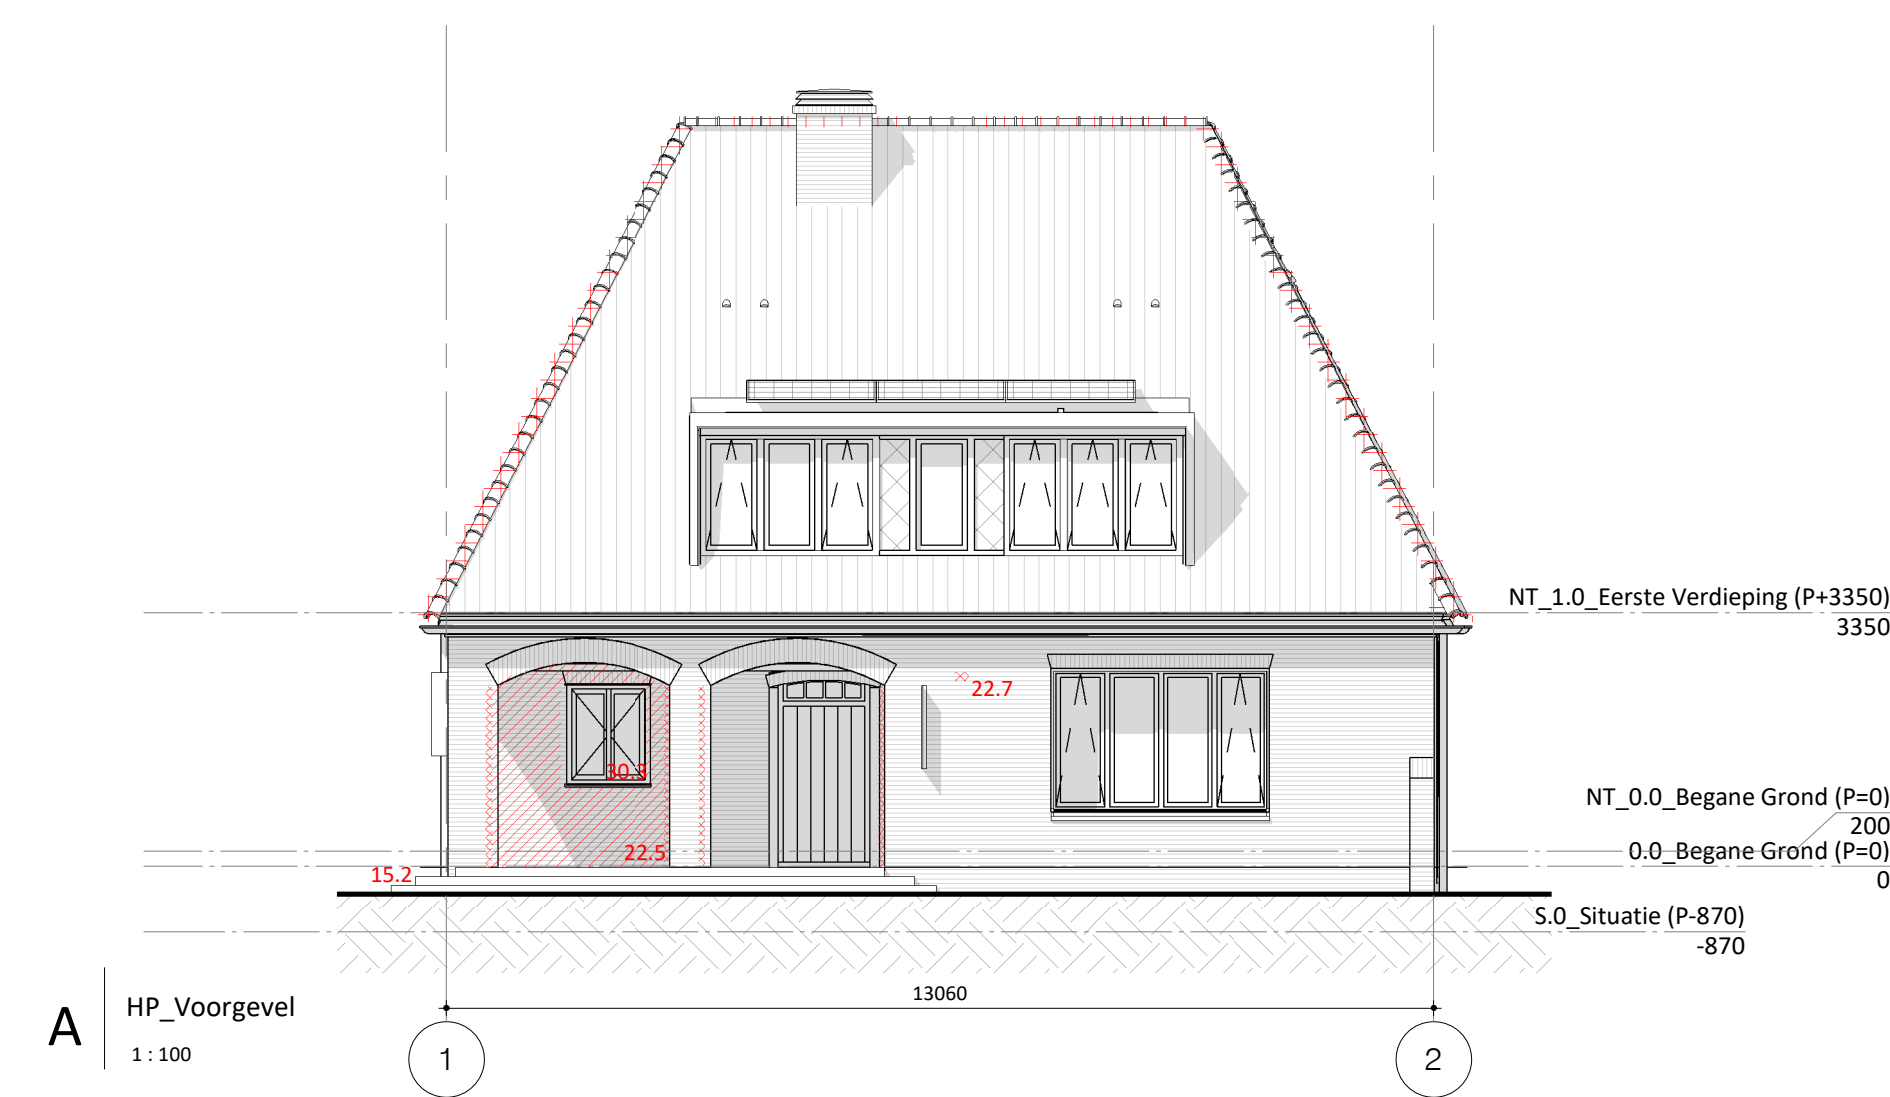 NT_1.0_Eerste Verdieping (P+3350)
3350
22.7
30.3
NT_0.0_Begane Grond (P=0)
200
22.5
0.0_Begane Grond (P=0)
15.2
0
S.0_Situatie (P-870)
-870
13060
A
HP_Voorgevel
1 : 100
1
2